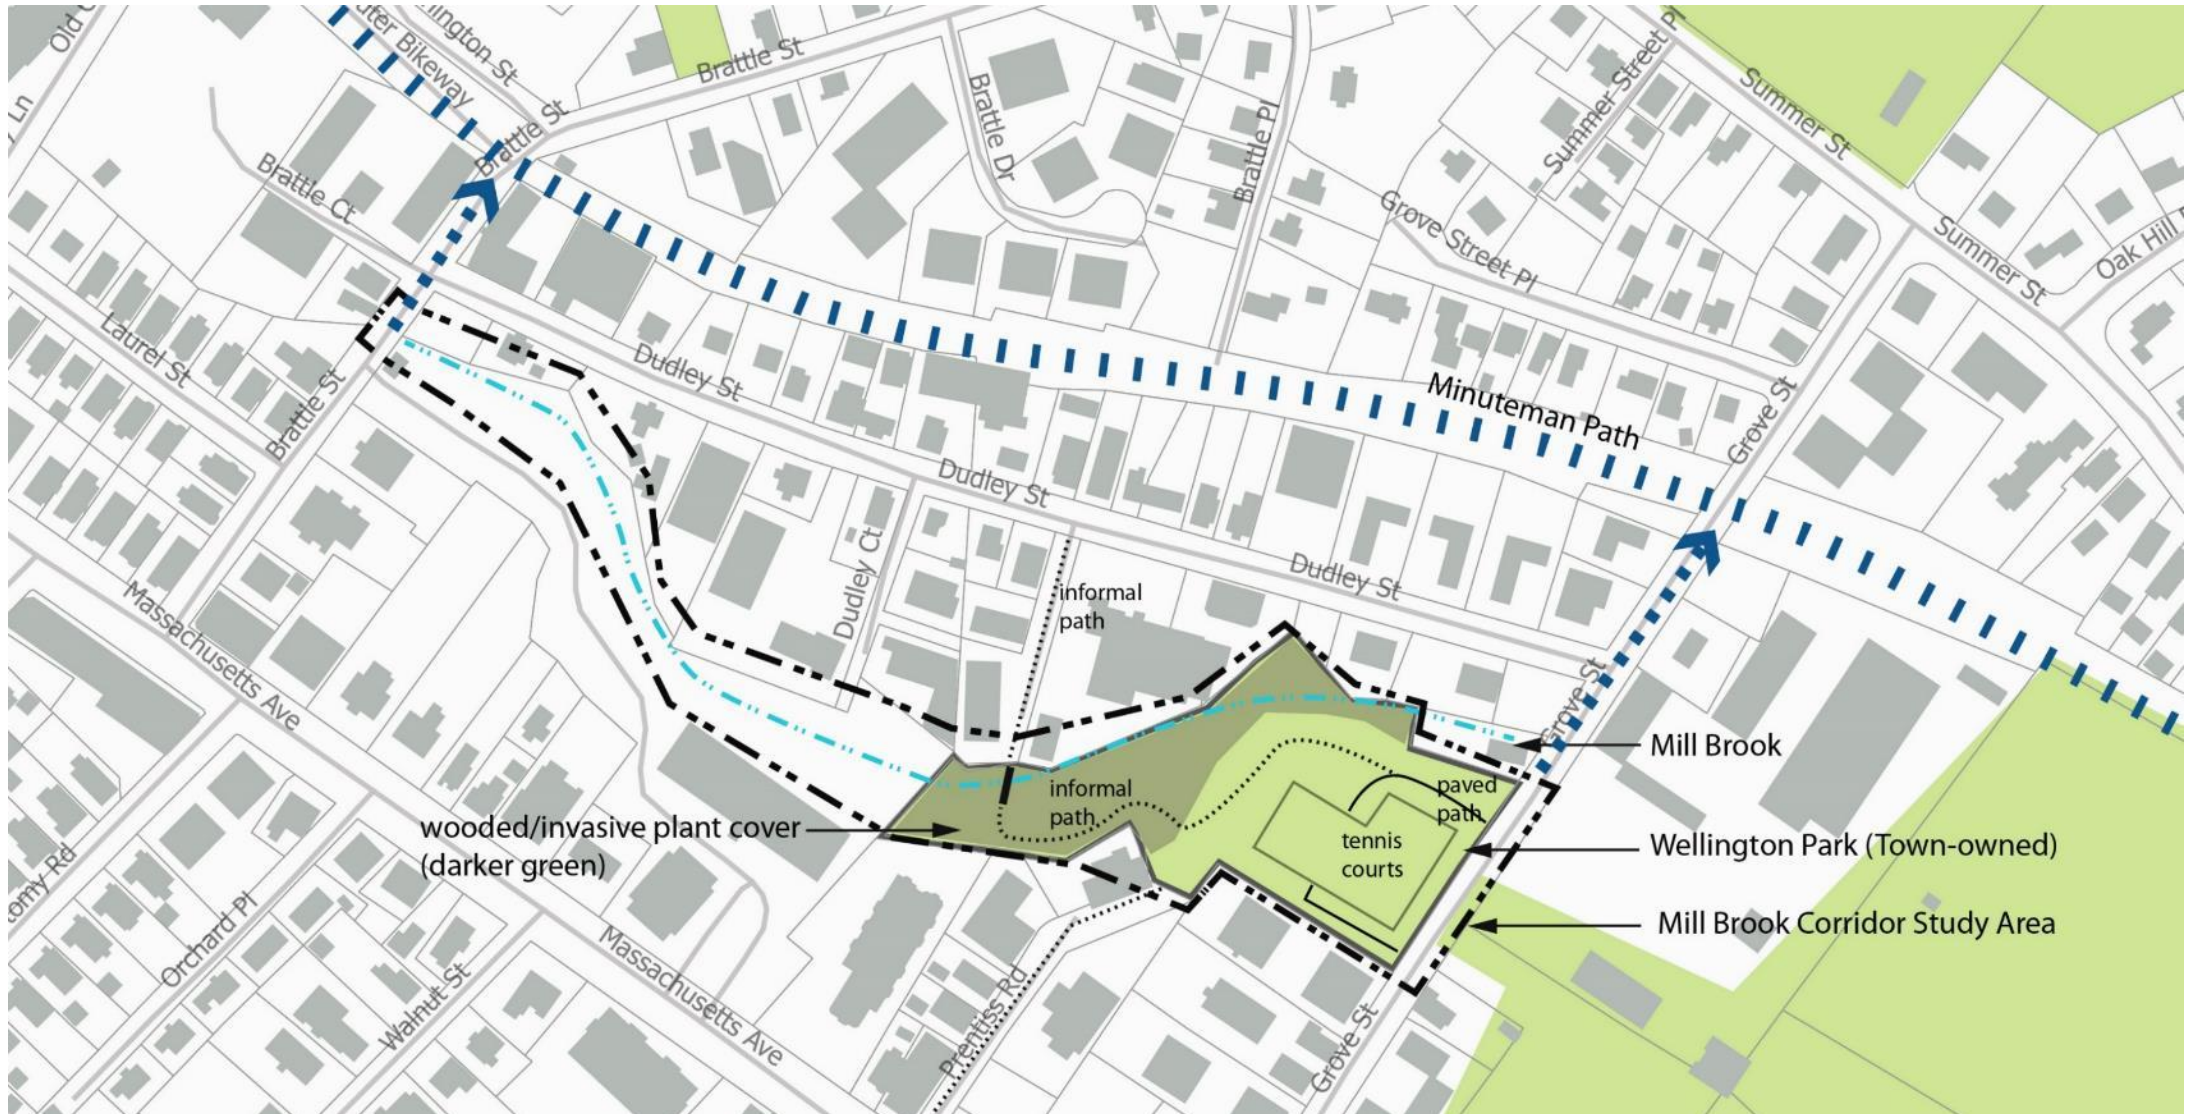 Old
Ln
Bikeway
Brattle St
Brattle St
Brattle Dr
Brattle Pl
Summer Street Pl
Summer St
Grove Street Pl
Summer St
Oak Hill
Brattle Ct
Laurel St
Brattle St
Dudley St
Minuteman Path
Grove St
Dudley St
Dudley Ct
Dudley St
informal
path
Massachusetts Ave
Grove St
Mill Brook
informal
path
paved
path
tennis
courts
wooded/invasive plant cover
(darker green)
Wellington Park (Town-owned)
Mill Brook Corridor Study Area
Orchard Pl
Walnut St
Massachusetts Ave
Prentiss Rd
Grove St